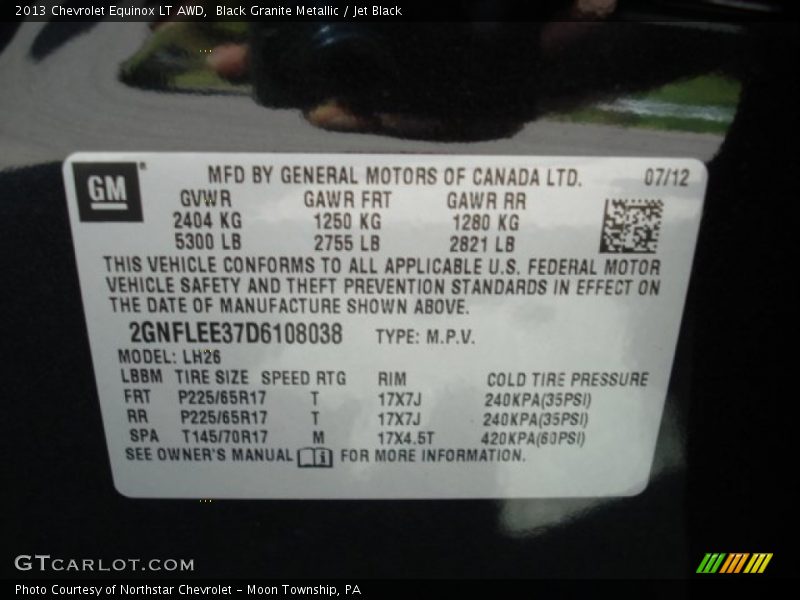 2013 Chevrolet Equinox LT AWD,  Black Granite Metallic / Jet Black
GM
MFD BY GENERAL MOTORS OF CANADA LTD. 07/12
GVWR GAWR FRT GAWR RR
2404 KG 1250 KG 1280 KG
5300 LB 2755 LB 2821 LB
THIS VEHICLE CONFORMS TO ALL APPLICABLE U.S. FEDERAL MOTOR
VEHICLE SAFETY AND THEFT PREVENTION STANDARDS IN EFFECT ON
THE DATE OF MANUFACTURE SHOWN ABOVE.
2GNFLEE37D6108038 TYPE: M.P.V.
MODEL: LH26
LBBM TIRE SIZE SPEED RTG RIM COLD TIRE PRESSURE
FRT P225/65R17 T 17X7J 240KPA(35PSI)
RR P225/65R17 T 17X7J 240KPA(35PSI)
SPA T145/70R17 M 17X4.5T 420KPA(60PSI)
SEE OWNER'S MANUAL FOR MORE INFORMATION.
GTCARLOT.COM
Photo Courtesy of Northstar Chevrolet - Moon Township, PA